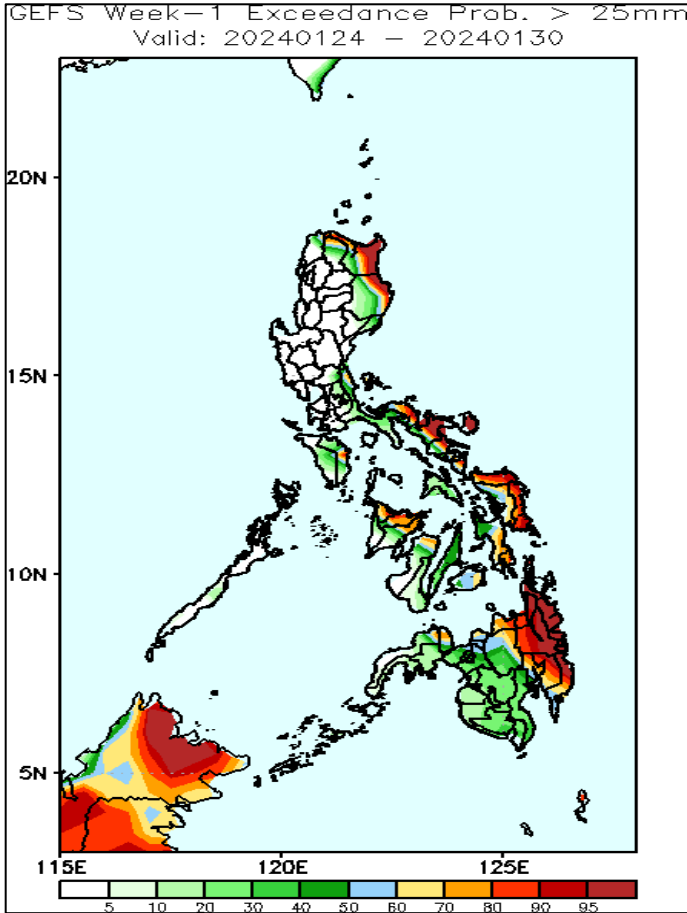 GEFS Week-1 Exceedance Prob. > 25mm
Valid: 20240124 - 20240130
20N
15N
10N
5N
115E 120E 125E
5 10 20 30 40 50 60 70 80 90 95